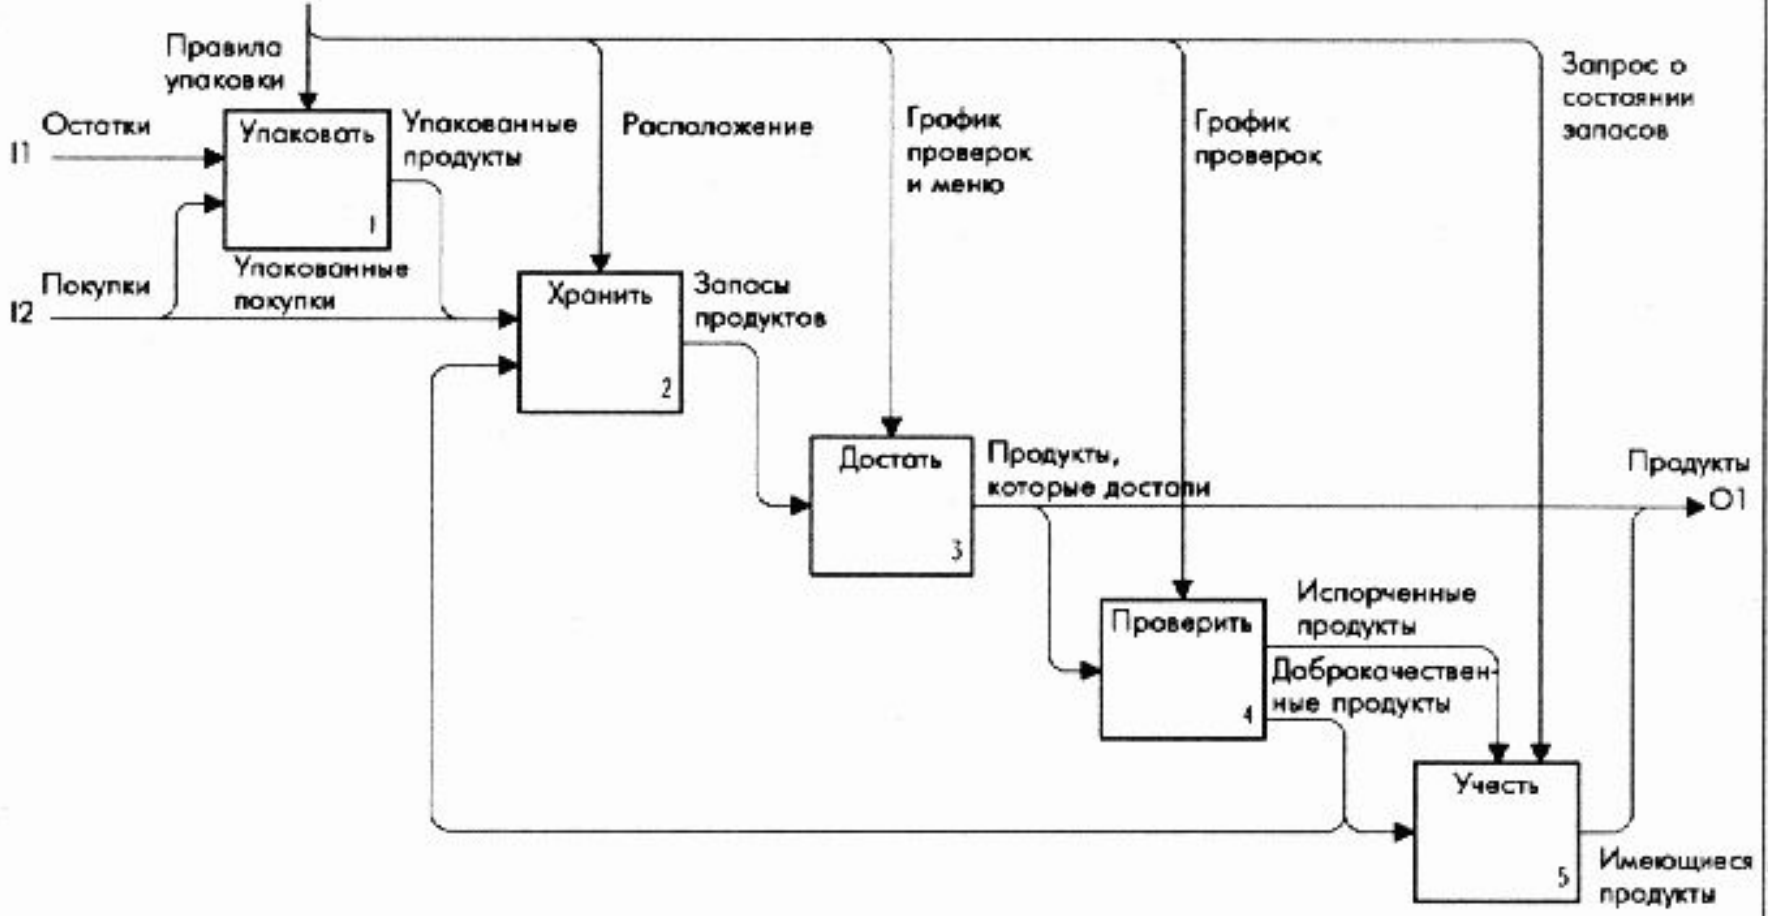 Правила
упаковки
Остатки
I1
Упаковать
1
Упакованные
продукты
Расположение
График
проверок
и меню
График
проверок
Запрос о
состоянии
запасов
Покупки
I2
Упакованные
покупки
Хранить
2
Запасы
продуктов
Достать
3
Продукты,
которые достали
Продукты
O1
Проверить
4
Испорченные
продукты
Доброкачествен-
ные продукты
Учесть
5
Имеющиеся
продукты